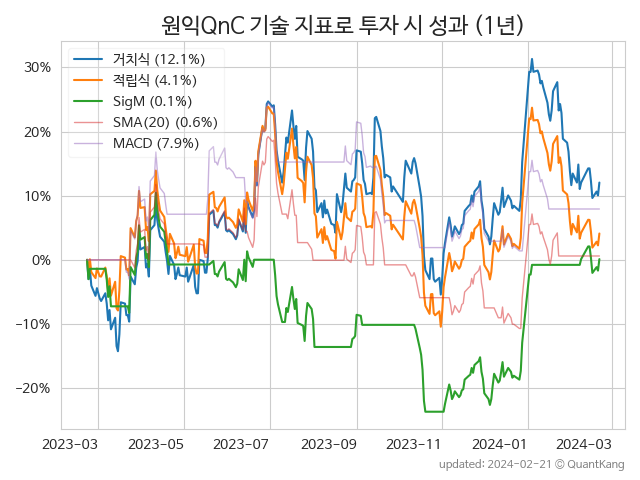 원익QnC 기술 지표로 투자 시 성과 (1년)
거치식 (12.1%)
적립식 (4.1%)
SigM (0.1%)
SMA(20) (0.6%)
MACD (7.9%)
30%
20%
10%
0%
−10%
−20%
2023-03 2023-05 2023-07 2023-09 2023-11 2024-01 2024-03
updated: 2024-02-21 © QuantKang